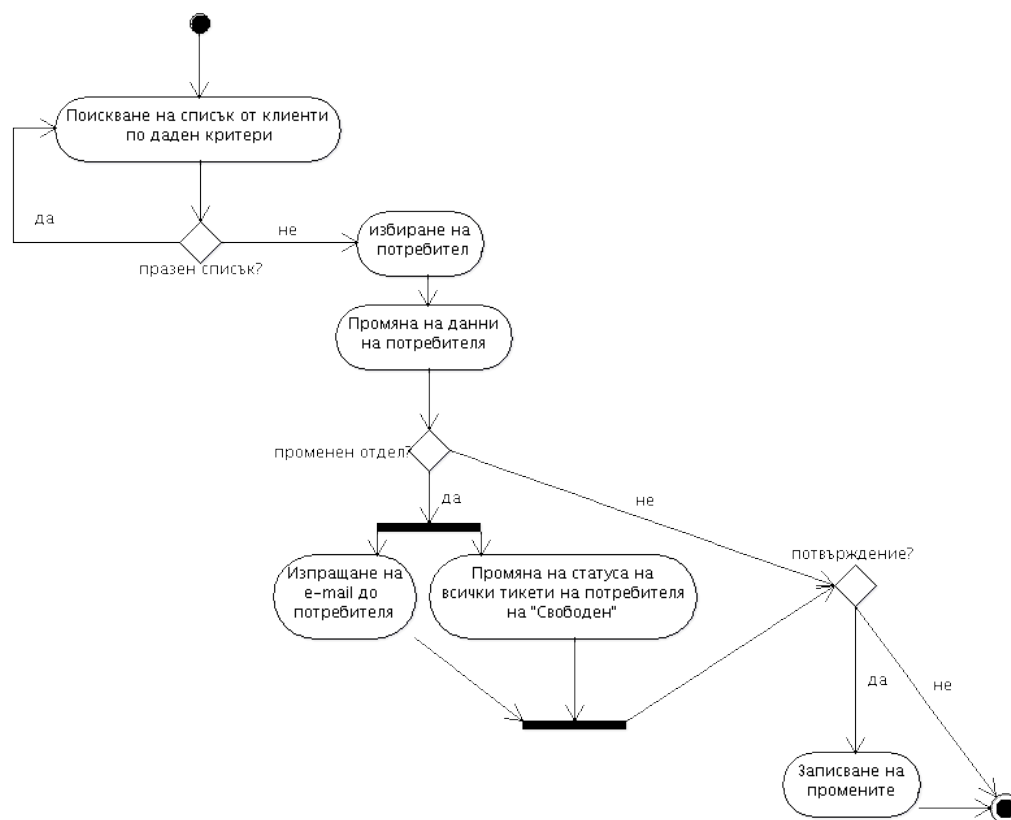 Поискване на списък от клиенти
по даден критери
да
не
празен списък?
избиране на
потребител
Промяна на данни
на потребителя
променен отдел?
да
не
Изпращане на
e-mail до
потребителя
Промяна на статуса на
всички тикети на потребителя
на "Свободен"
потвърждение?
да
не
Записване на
промените